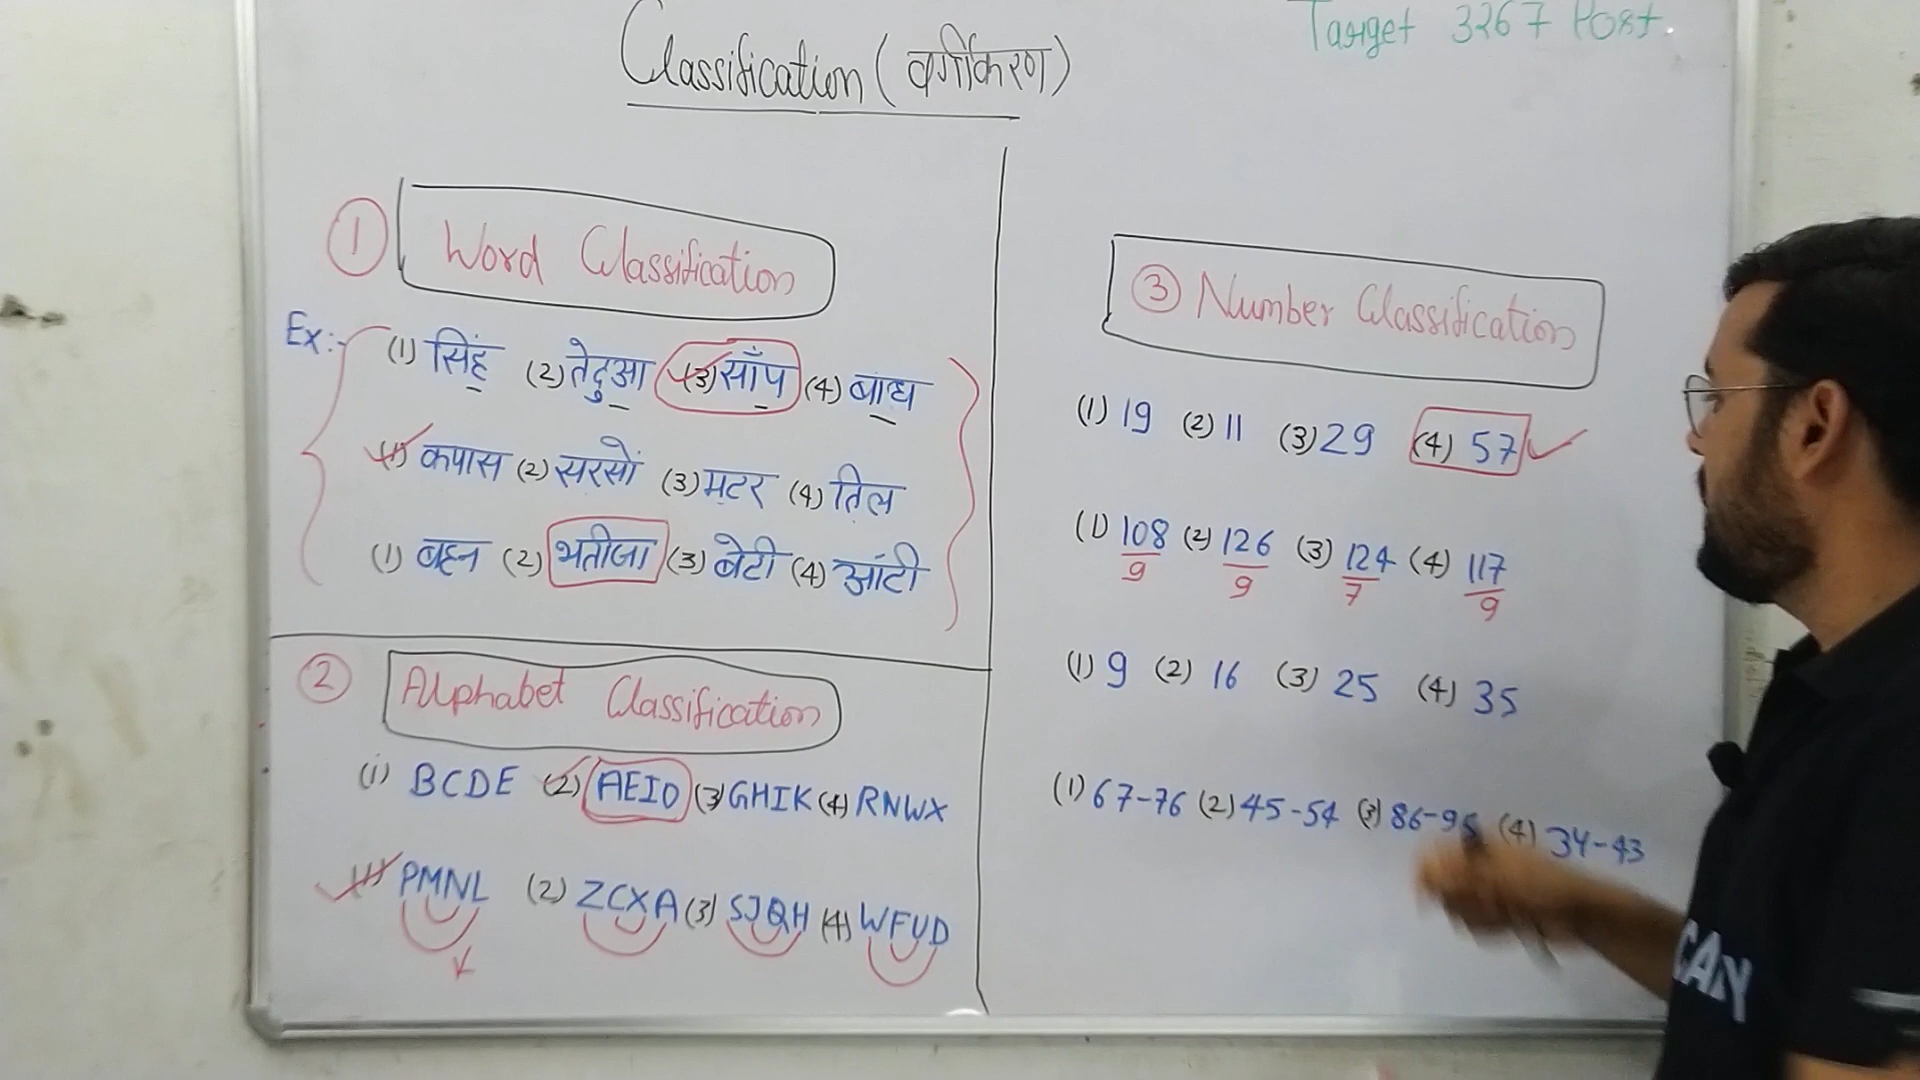 Classification (वर्गीकरण)
Target 3267 Post.
① Word Classification
Ex:- (1) सिंह (2) तेदुआ (3) साँप (4) बाघ
(1) कपास (2) सरसों (3) मटर (4) तिल
(1) बहन (2) भतीजा (3) बेटी (4) आंटी
② Alphabet Classification
(1) BCDE (2) AEIO (3) GHIK (4) RNWX
(1) PMNL (2) ZCXA (3) SJQH (4) WFUD
③ Number Classification
(1) 19 (2) 11 (3) 29 (4) 57
(1) 108 (2) 126 (3) 124 (4) 117
9 9 7 9
(1) 9 (2) 16 (3) 25 (4) 35
(1) 67-76 (2) 45-54 (3) 86-95 (4) 34-43